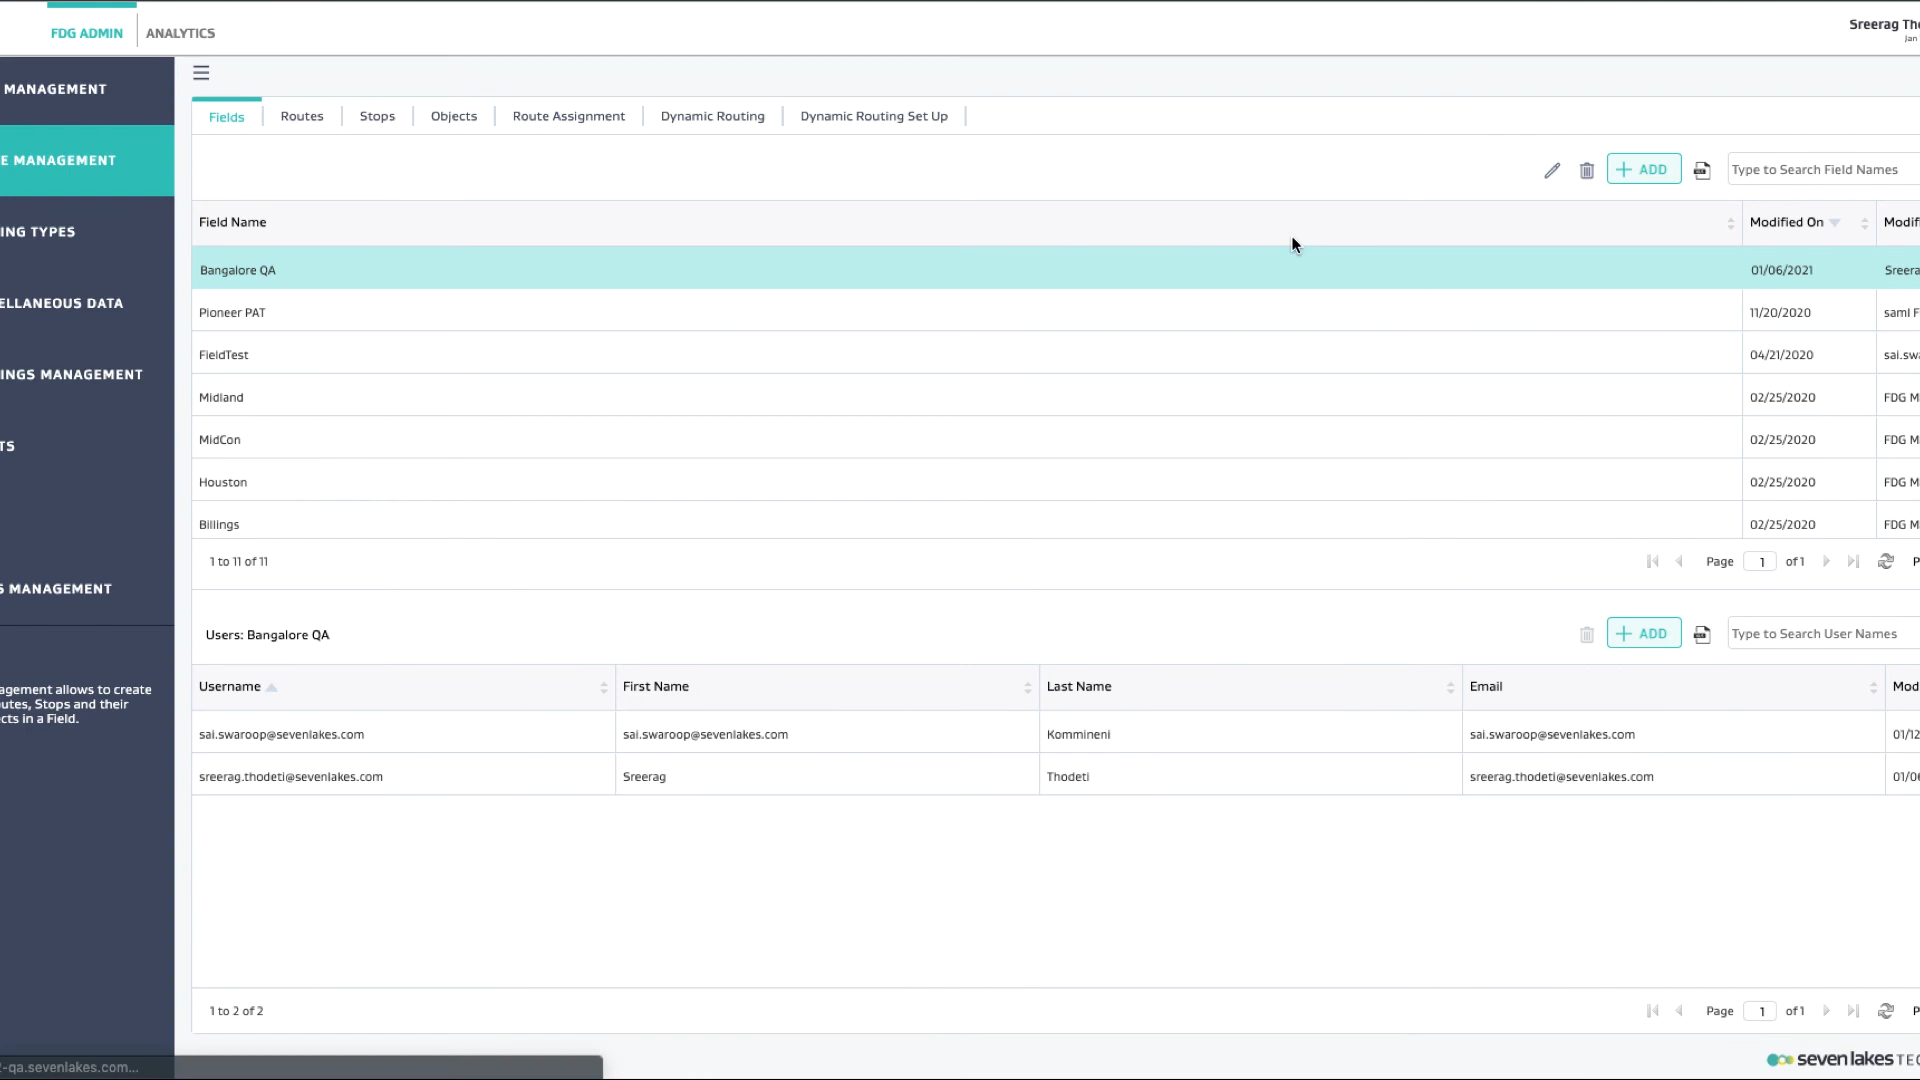 FDG ADMIN
ANALYTICS
Sreerag Th
Jan
MANAGEMENT
E MANAGEMENT
ING TYPES
ELLANEOUS DATA
INGS MANAGEMENT
TS
S MANAGEMENT
agement allows to create
utes, Stops and their
cts in a Field.
-qa.sevenlakes.com...
Fields
Routes
Stops
Objects
Route Assignment
Dynamic Routing
Dynamic Routing Set Up
ADD
Type to Search Field Names
Field Name
Modified On
Modif
Bangalore QA
01/06/2021
Sreera
Pioneer PAT
11/20/2020
saml F
FieldTest
04/21/2020
sai.swa
Midland
02/25/2020
FDG M
MidCon
02/25/2020
FDG M
Houston
02/25/2020
FDG M
Billings
02/25/2020
FDG M
1 to 11 of 11
Page 1 of 1
P
Users: Bangalore QA
ADD
Type to Search User Names
Username
First Name
Last Name
Email
Mod
sai.swaroop@sevenlakes.com
sai.swaroop@sevenlakes.com
Kommineni
sai.swaroop@sevenlakes.com
01/12
sreerag.thodeti@sevenlakes.com
Sreerag
Thodeti
sreerag.thodeti@sevenlakes.com
01/06
1 to 2 of 2
Page 1 of 1
P
sevenlakes TEC